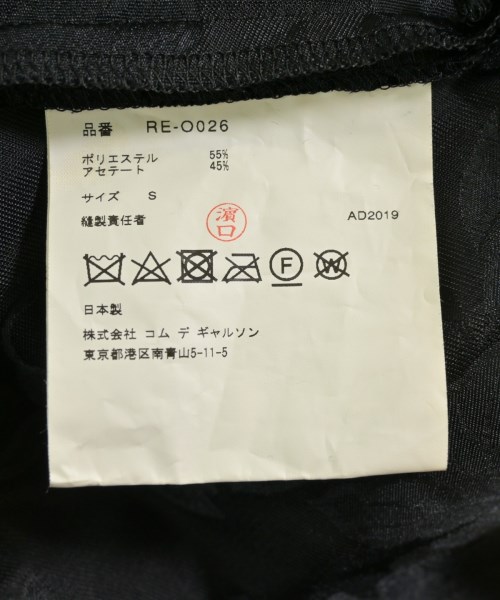 品番 RE-O026
ポリエステル 55%
アセテート 45%
サイズ S
縫製責任者 濱口 AD2019
F W
日本製
株式会社 コム デ ギャルソン
東京都港区南青山5-11-5